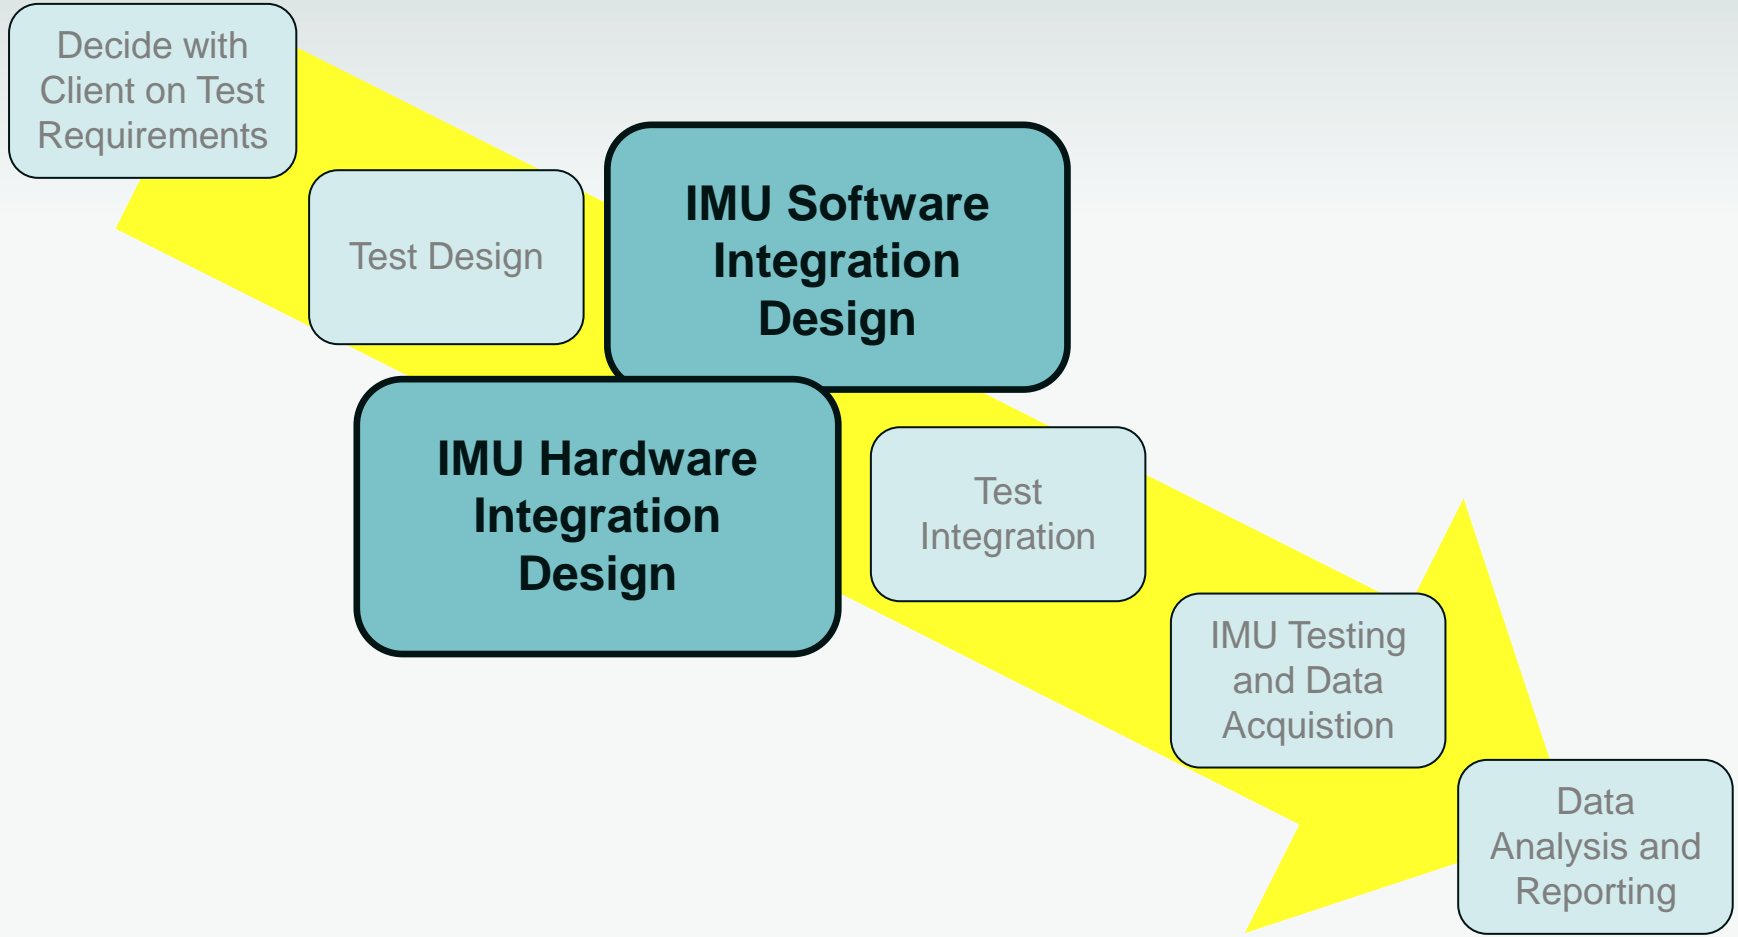 Decide with
Client on Test
Requirements
Test Design
IMU Software
Integration
Design
IMU Hardware
Integration
Design
Test
Integration
IMU Testing
and Data
Acquistion
Data
Analysis and
Reporting